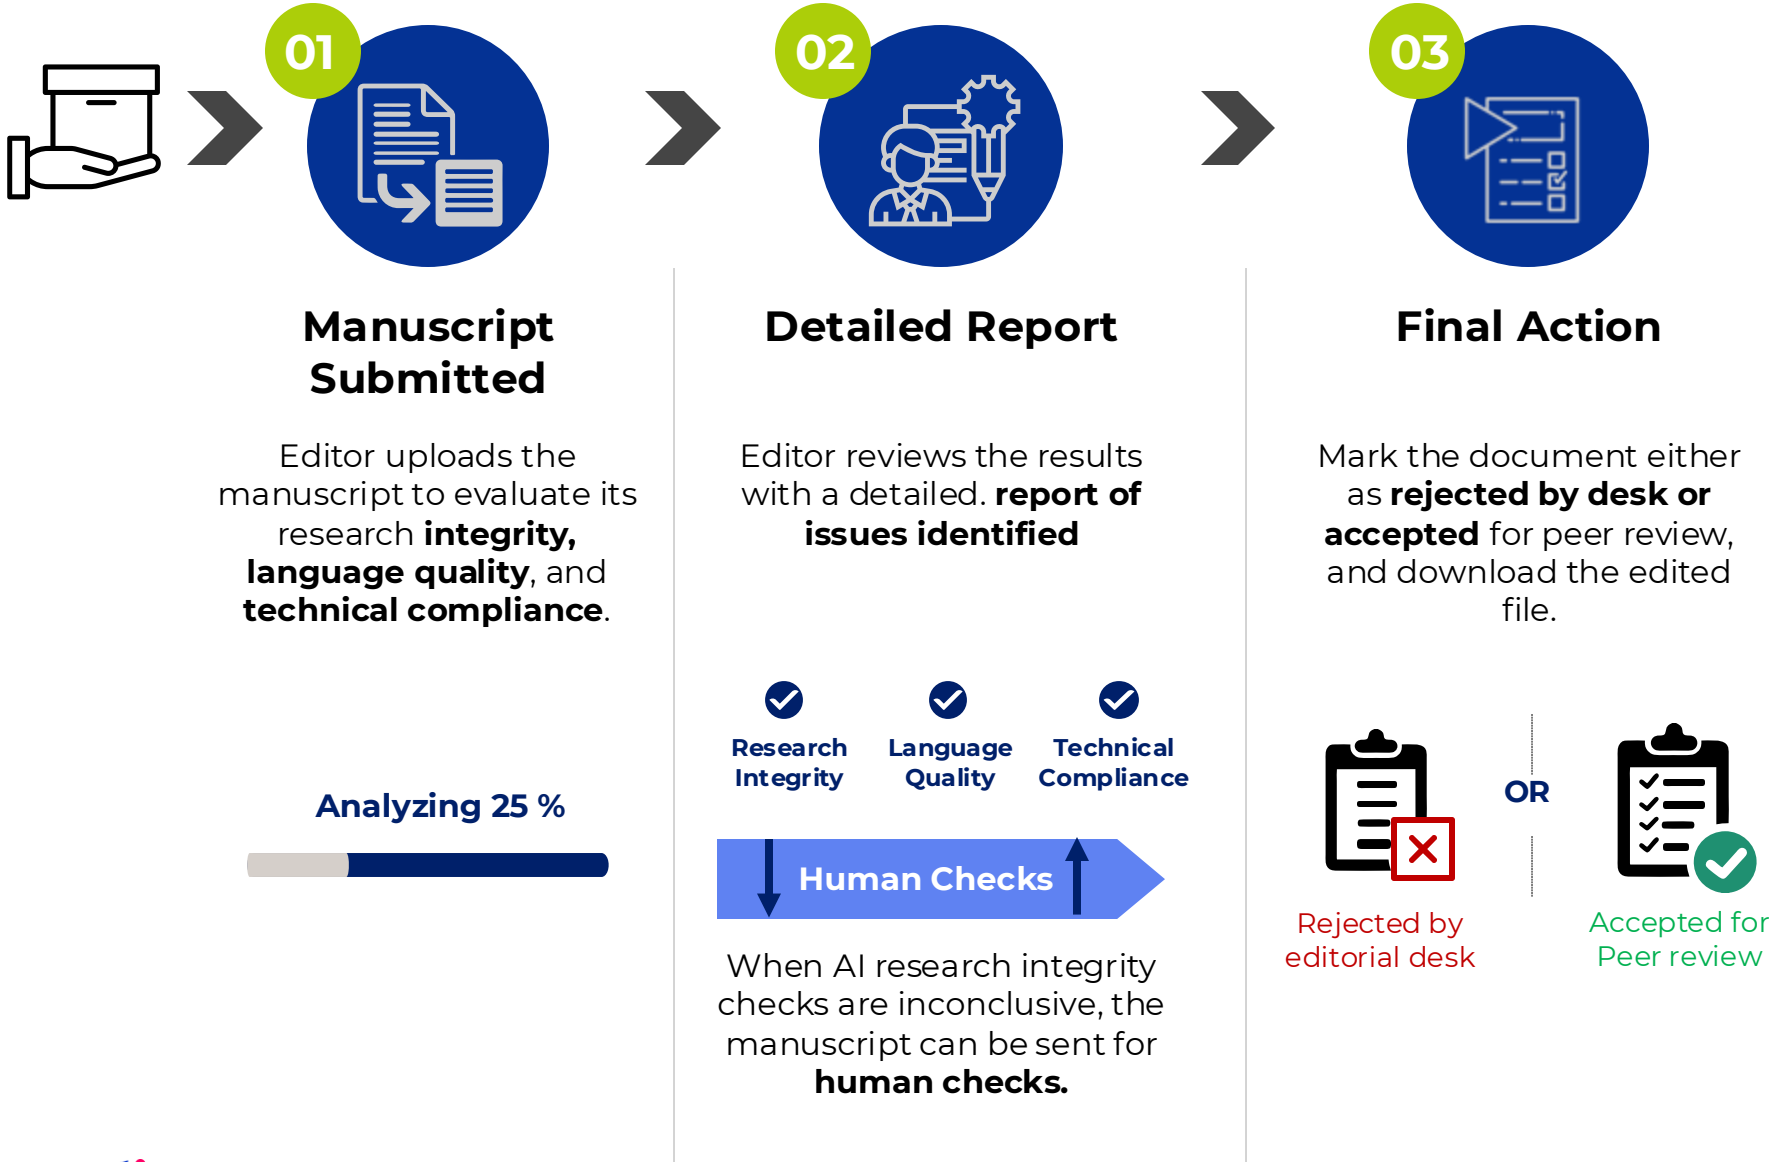 01
Manuscript
Submitted
Editor uploads the
manuscript to evaluate its
research integrity,
language quality, and
technical compliance.
Analyzing 25 %
02
Detailed Report
Editor reviews the results
with a detailed. report of
issues identified
Research
Integrity
Language
Quality
Technical
Compliance
Human Checks
When AI research integrity
checks are inconclusive, the
manuscript can be sent for
human checks.
03
Final Action
Mark the document either
as rejected by desk or
accepted for peer review,
and download the edited
file.
Rejected by
editorial desk
OR
Accepted for
Peer review